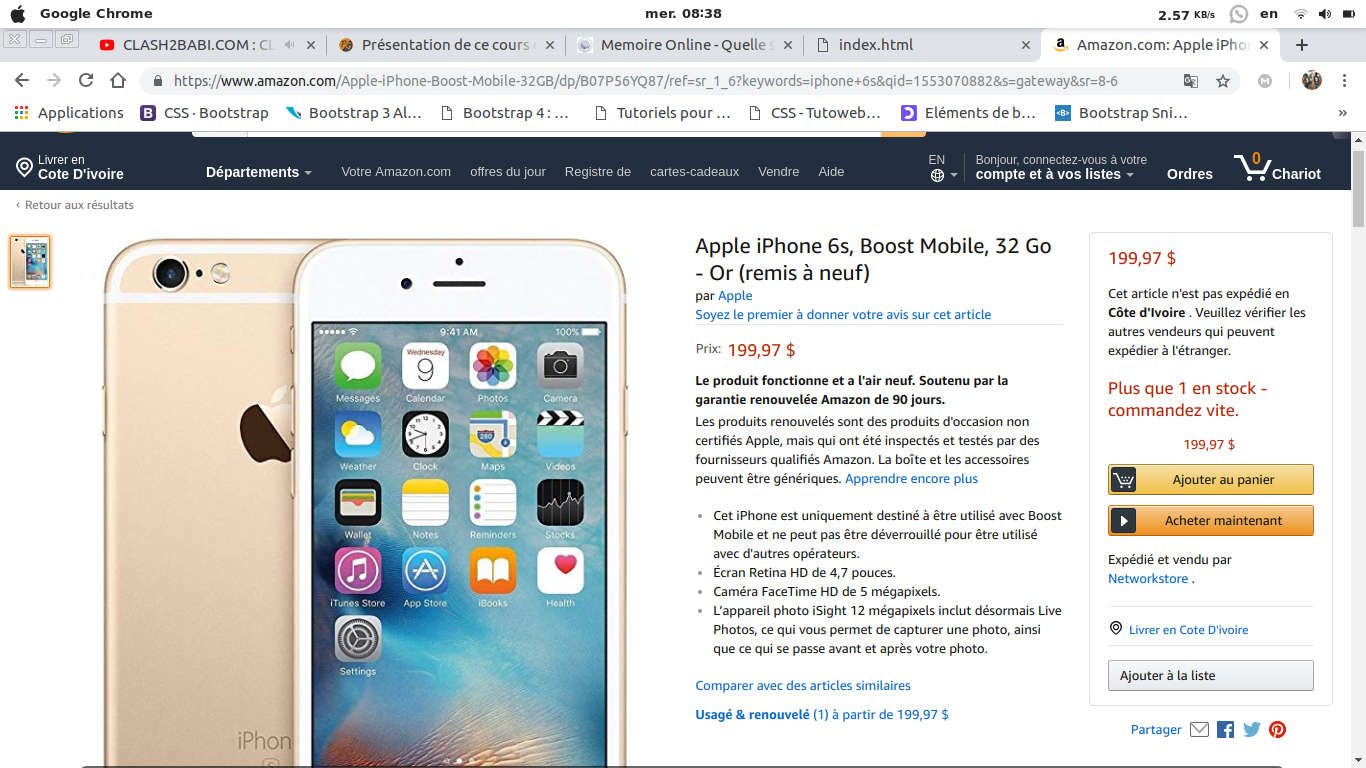 Google Chrome
mer. 08:38
2.57 KB/s
en
CLASH2BABI.COM : CL
Présentation de ce cours
Memoire Online - Quelle s
index.html
Amazon.com: Apple iPho
https://www.amazon.com/Apple-iPhone-Boost-Mobile-32GB/dp/B07P56YQ87/ref=sr_1_6?keywords=iphone+6s&qid=1553070882&s=gateway&sr=8-6
Applications
CSS · Bootstrap
Bootstrap 3 Al…
Bootstrap 4 : …
Tutoriels pour …
CSS - Tutoweb…
Eléments de b…
Bootstrap Sni…
Livrer en
Cote D'ivoire
Départements
Votre Amazon.com
offres du jour
Registre de
cartes-cadeaux
Vendre
Aide
EN
Bonjour, connectez-vous à votre
compte et à vos listes
Ordres
0
Chariot
‹ Retour aux résultats
9:41 AM
100%
Wednesday
9
Messages
Calendar
Photos
Camera
280
Weather
Clock
Maps
Videos
Wallet
Notes
Reminders
Stocks
iTunes Store
App Store
iBooks
Health
Settings
iPhon
S
Apple iPhone 6s, Boost Mobile, 32 Go
- Or (remis à neuf)
par Apple
Soyez le premier à donner votre avis sur cet article
Prix: 199,97 $
Le produit fonctionne et a l'air neuf. Soutenu par la
garantie renouvelée Amazon de 90 jours.
Les produits renouvelés sont des produits d'occasion non
certifiés Apple, mais qui ont été inspectés et testés par des
fournisseurs qualifiés Amazon. La boîte et les accessoires
peuvent être génériques. Apprendre encore plus
Cet iPhone est uniquement destiné à être utilisé avec Boost
Mobile et ne peut pas être déverrouillé pour être utilisé
avec d'autres opérateurs.
Écran Retina HD de 4,7 pouces.
Caméra FaceTime HD de 5 mégapixels.
L'appareil photo iSight 12 mégapixels inclut désormais Live
Photos, ce qui vous permet de capturer une photo, ainsi
que ce qui se passe avant et après votre photo.
Comparer avec des articles similaires
Usagé & renouvelé (1) à partir de 199,97 $
199,97 $
Cet article n'est pas expédié en
Côte d'Ivoire . Veuillez vérifier les
autres vendeurs qui peuvent
expédier à l'étranger.
Plus que 1 en stock -
commandez vite.
199,97 $
Ajouter au panier
Acheter maintenant
Expédié et vendu par
Networkstore .
Livrer en Cote D'ivoire
Ajouter à la liste
Partager